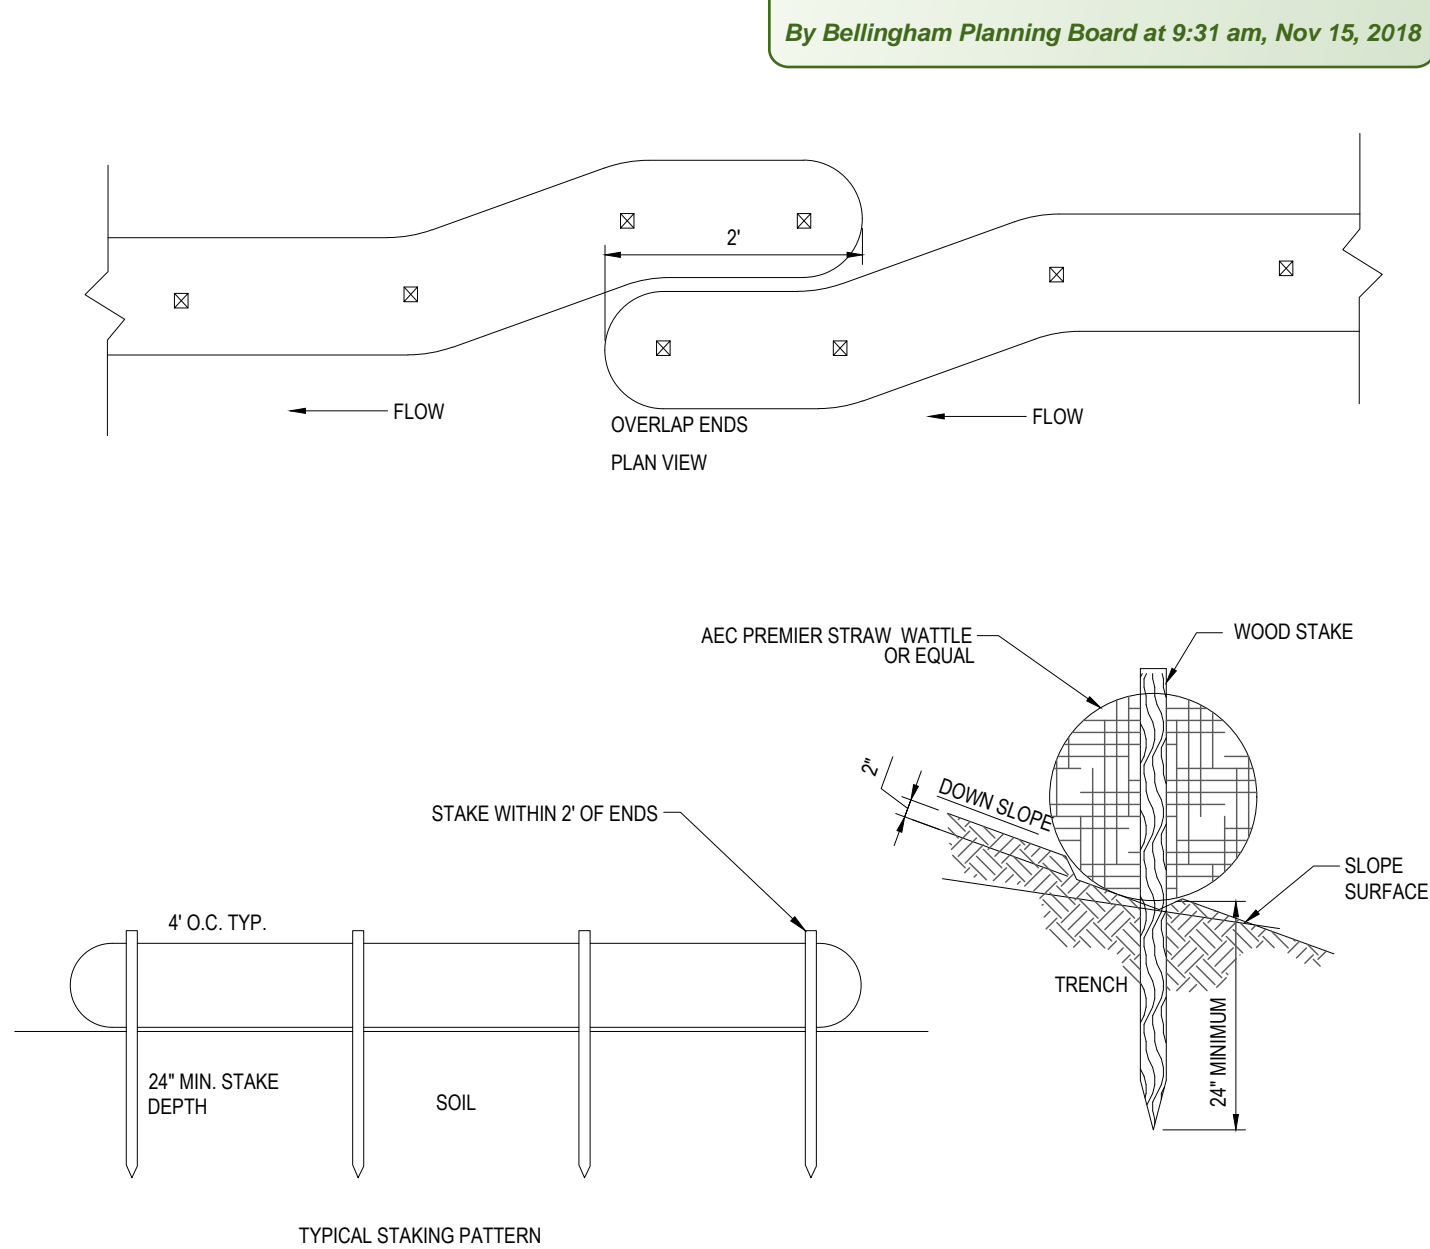 By Bellingham Planning Board at 9:31 am, Nov 15, 2018
2'
FLOW
FLOW
OVERLAP ENDS
PLAN VIEW
AEC PREMIER STRAW WATTLE
OR EQUAL
WOOD STAKE
2"
DOWN SLOPE
STAKE WITHIN 2' OF ENDS
SLOPE
SURFACE
4' O.C. TYP.
TRENCH
24" MINIMUM
24" MIN. STAKE
DEPTH
SOIL
TYPICAL STAKING PATTERN